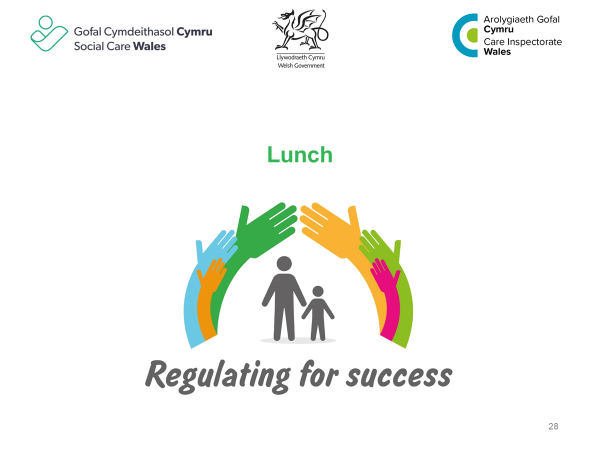 Gofal Cymdeithasol Cymru
Social Care Wales
Llywodraeth Cymru
Welsh Government
Arolygiaeth Gofal
Cymru
Care Inspectorate
Wales
Lunch
Regulating for success
28